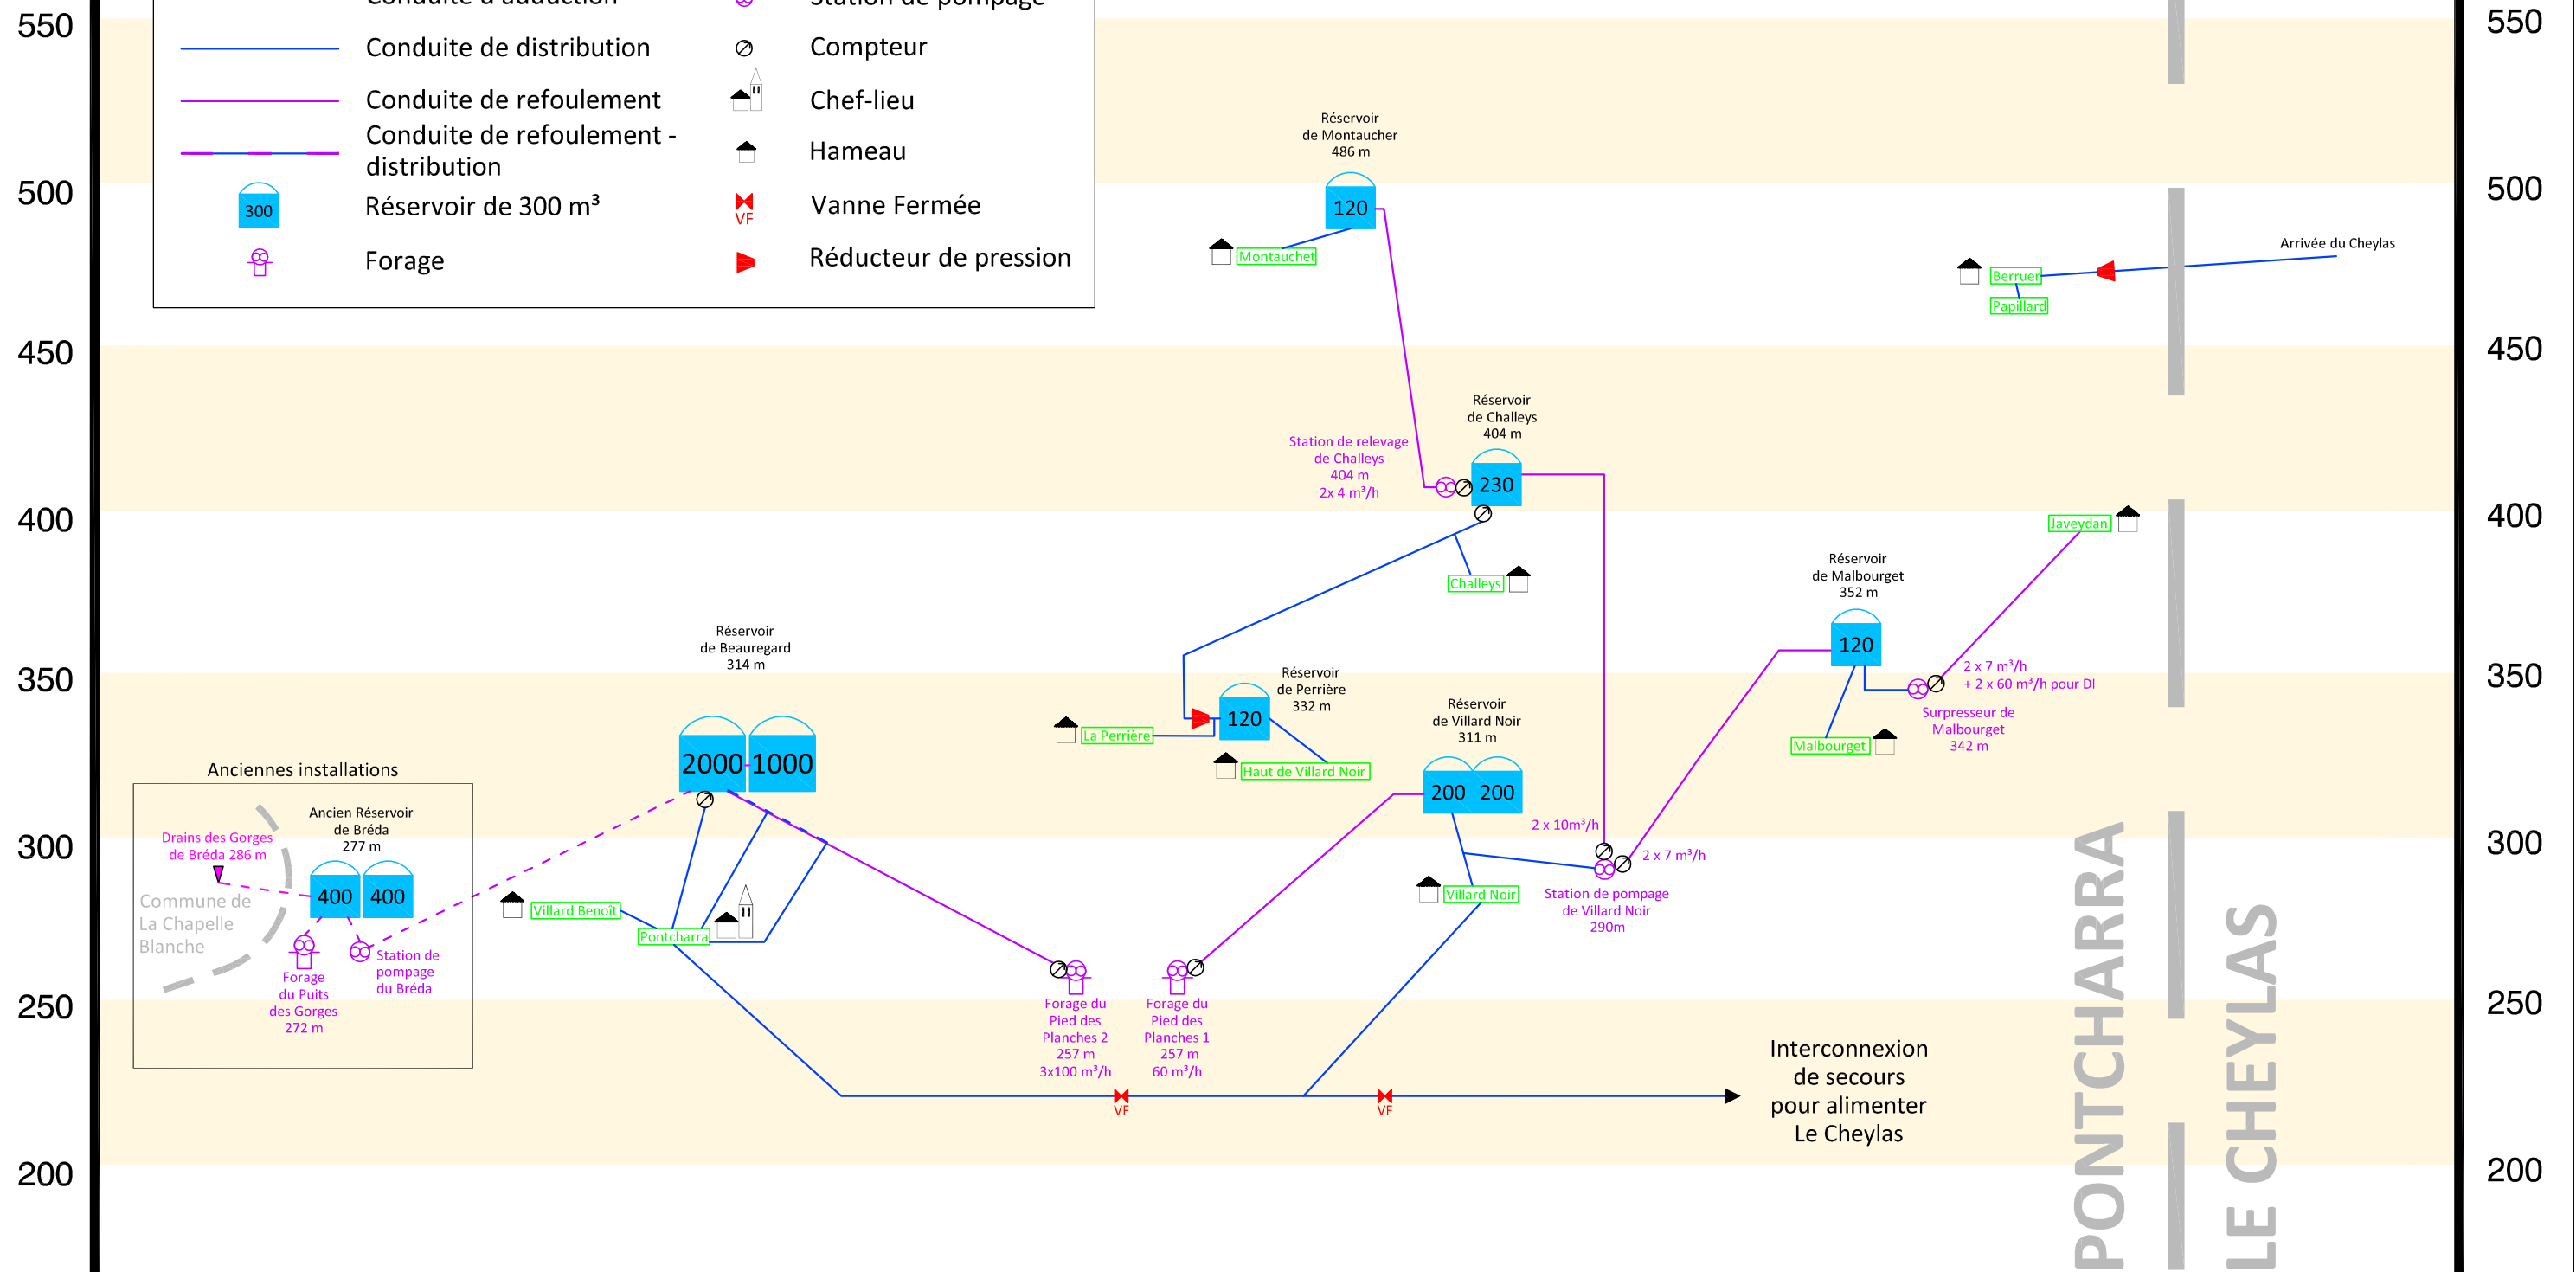 550
500
450
400
350
300
250
200
Conduite d'adduction
Conduite de distribution
Conduite de refoulement
Conduite de refoulement -
distribution
300
Réservoir de 300 m³
Forage
Station de pompage
Compteur
Chef-lieu
Hameau
VF
Vanne Fermée
Réducteur de pression
Réservoir
de Montaucher
486 m
120
Montauchet
Arrivée du Cheylas
Berruer
Papillard
Réservoir
de Challeys
404 m
230
Station de relevage
de Challeys
404 m
2x 4 m³/h
Challeys
Javeydan
Réservoir
de Malbourget
352 m
120
2 x 7 m³/h
+ 2 x 60 m³/h pour DI
Surpresseur de
Malbourget
342 m
Malbourget
Réservoir
de Beauregard
314 m
2000
1000
Réservoir
de Perrière
332 m
120
La Perrière
Haut de Villard Noir
Réservoir
de Villard Noir
311 m
200
200
2 x 10m³/h
2 x 7 m³/h
Station de pompage
de Villard Noir
290m
Villard Noir
Anciennes installations
Ancien Réservoir
de Bréda
277 m
400
400
Drains des Gorges
de Bréda 286 m
Commune de
La Chapelle
Blanche
Forage
du Puits
des Gorges
272 m
Station de
pompage
du Bréda
Villard Benoît
Pontcharra
Forage du
Pied des
Planches 2
257 m
3x100 m³/h
Forage du
Pied des
Planches 1
257 m
60 m³/h
VF
VF
Interconnexion
de secours
pour alimenter
Le Cheylas
PONTCHARRA
LE CHEYLAS
550
500
450
400
350
300
250
200